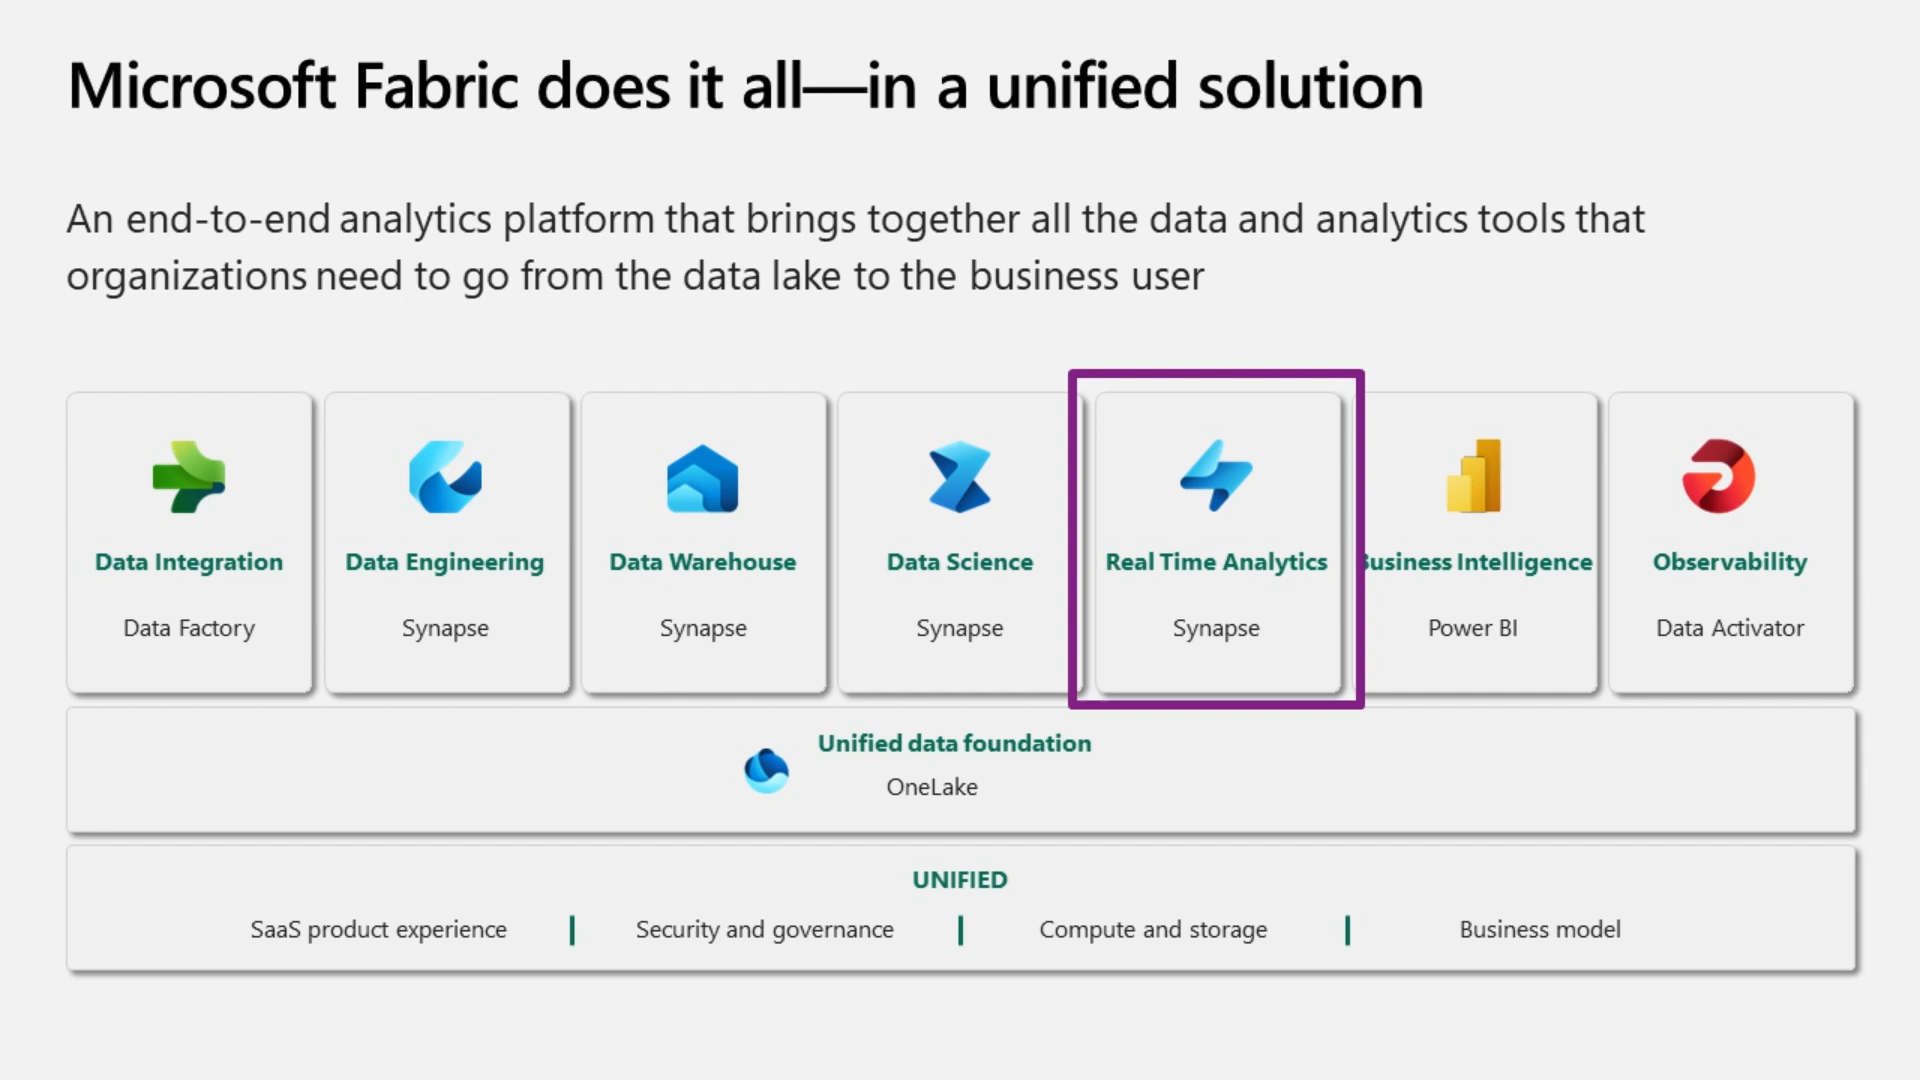 Microsoft Fabric does it all—in a unified solution
An end-to-end analytics platform that brings together all the data and analytics tools that
organizations need to go from the data lake to the business user
Data Integration
Data Factory
Data Engineering
Synapse
Data Warehouse
Synapse
Data Science
Synapse
Real Time Analytics
Synapse
Business Intelligence
Power BI
Observability
Data Activator
Unified data foundation
OneLake
UNIFIED
SaaS product experience
Security and governance
Compute and storage
Business model